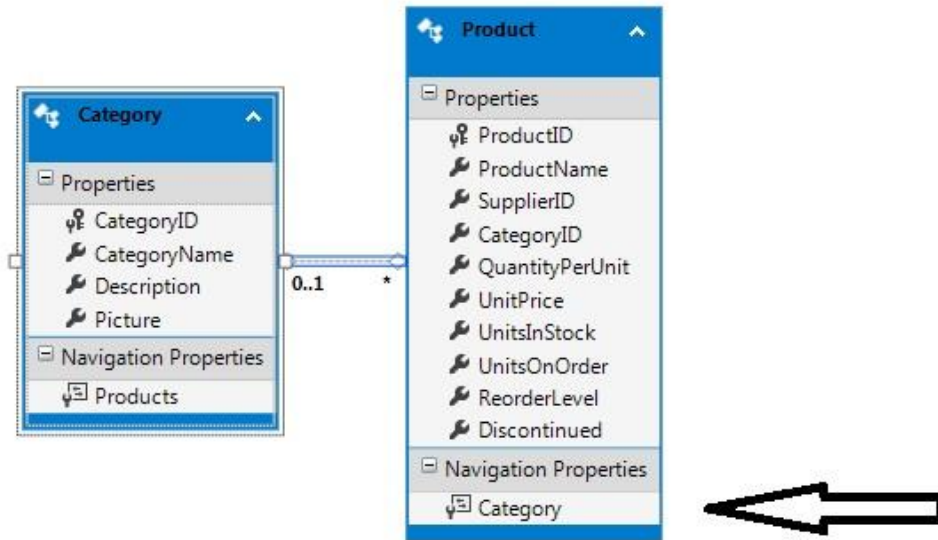 Category
Properties
CategoryID
CategoryName
Description
Picture
Navigation Properties
Products
0..1
*
Product
Properties
ProductID
ProductName
SupplierID
CategoryID
QuantityPerUnit
UnitPrice
UnitsInStock
UnitsOnOrder
ReorderLevel
Discontinued
Navigation Properties
Category